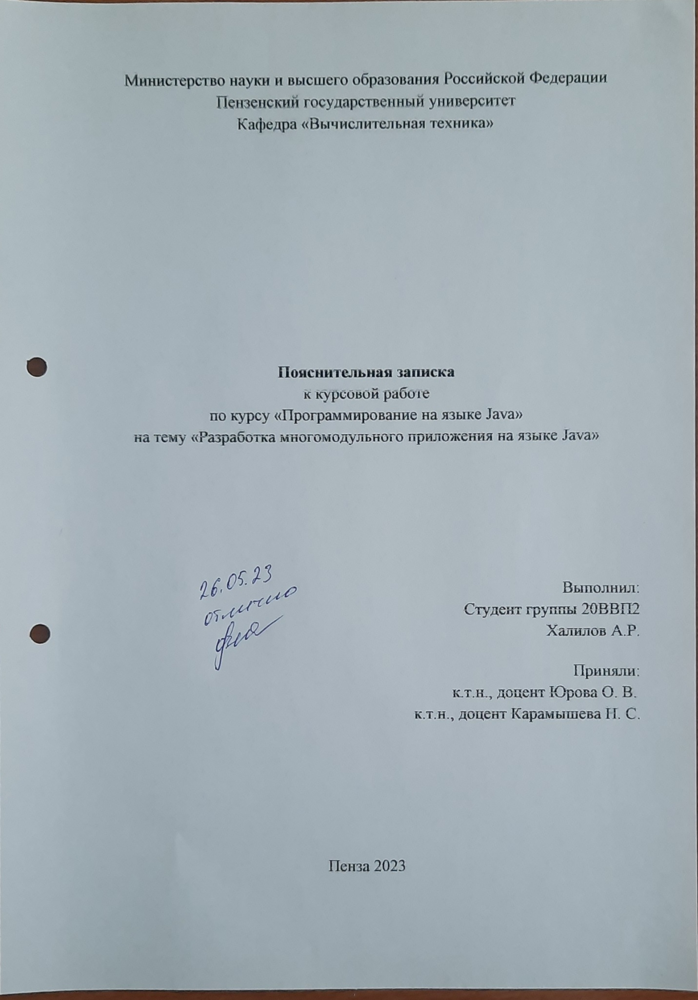 Министерство науки и высшего образования Российской Федерации
Пензенский государственный университет
Кафедра «Вычислительная техника»
Пояснительная записка
к курсовой работе
по курсу «Программирование на языке Java»
на тему «Разработка многомодульного приложения на языке Java»
26.05.23
отлично
Выполнил:
Студент группы 20ВВП2
Халилов А.Р.
Приняли:
к.т.н., доцент Юрова О. В.
к.т.н., доцент Карамышева Н. С.
Пенза 2023